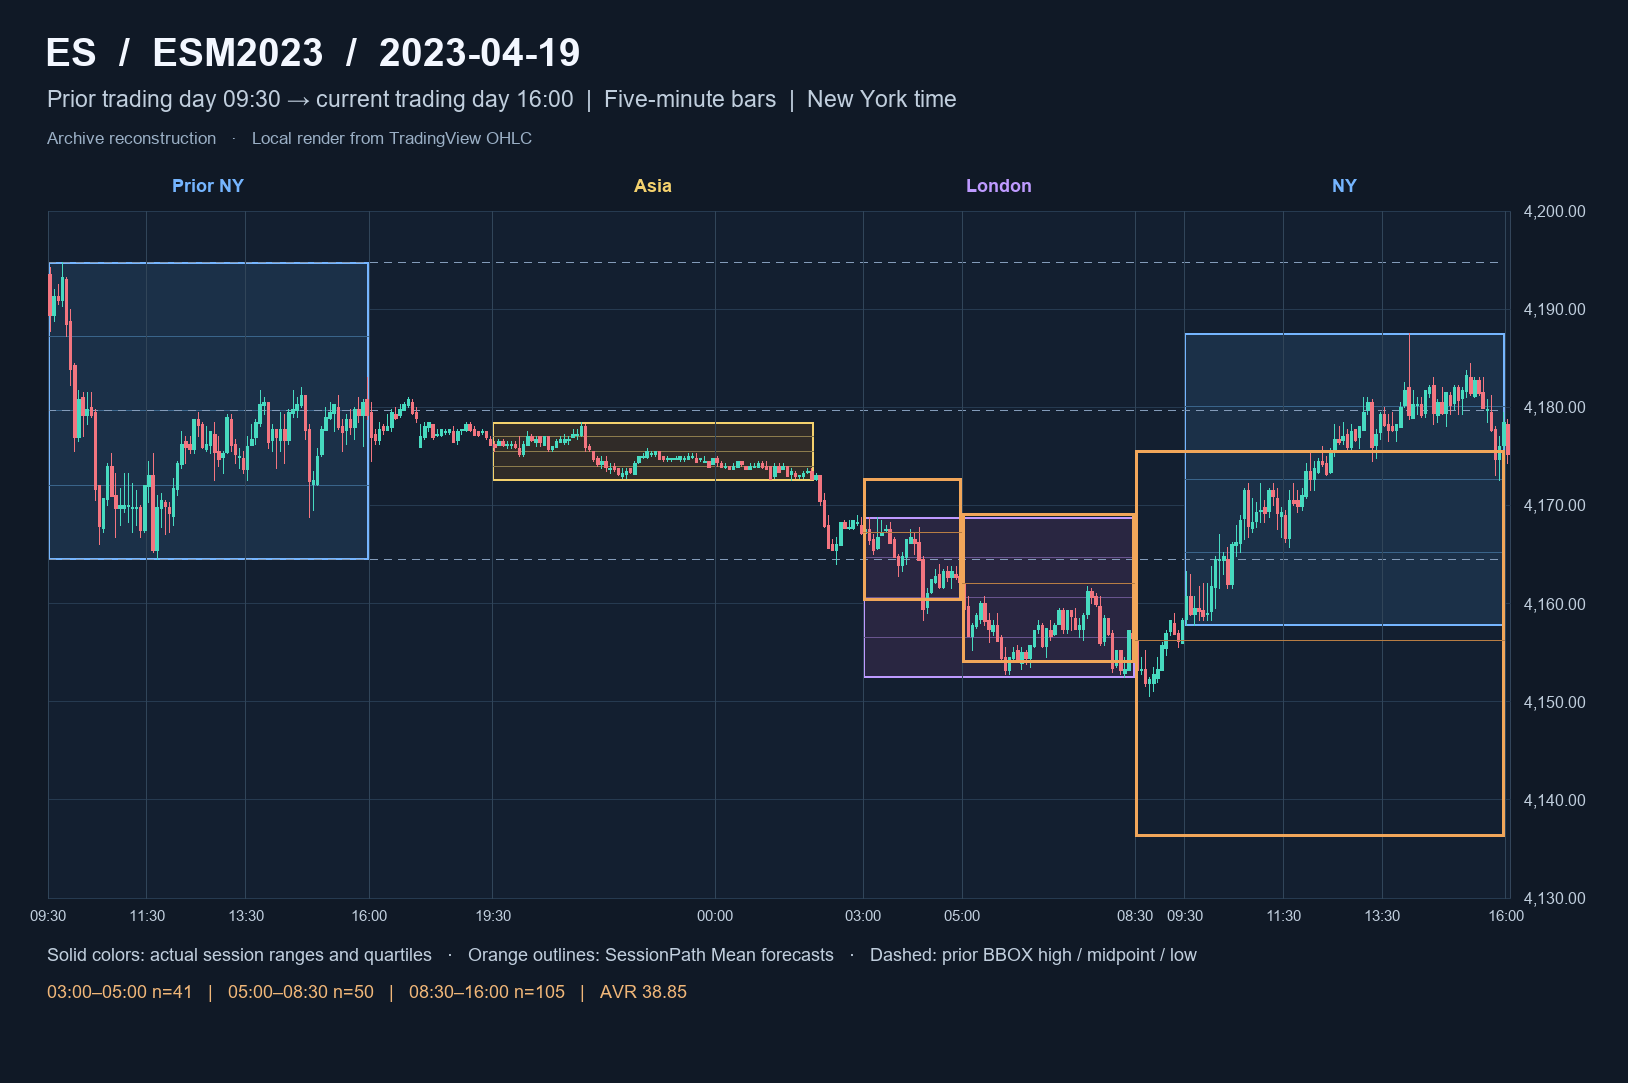 ES / ESM2023 / 2023-04-19
Prior trading day 09:30 → current trading day 16:00 | Five-minute bars | New York time
Archive reconstruction · Local render from TradingView OHLC
Prior NY Asia London NY
4,200.00
4,190.00
4,180.00
4,170.00
4,160.00
4,150.00
4,140.00
4,130.00
09:30 11:30 13:30 16:00 19:30 00:00 03:00 05:00 08:30 09:30 11:30 13:30 16:00
Solid colors: actual session ranges and quartiles · Orange outlines: SessionPath Mean forecasts · Dashed: prior BBOX high / midpoint / low
03:00–05:00 n=41 | 05:00–08:30 n=50 | 08:30–16:00 n=105 | AVR 38.85